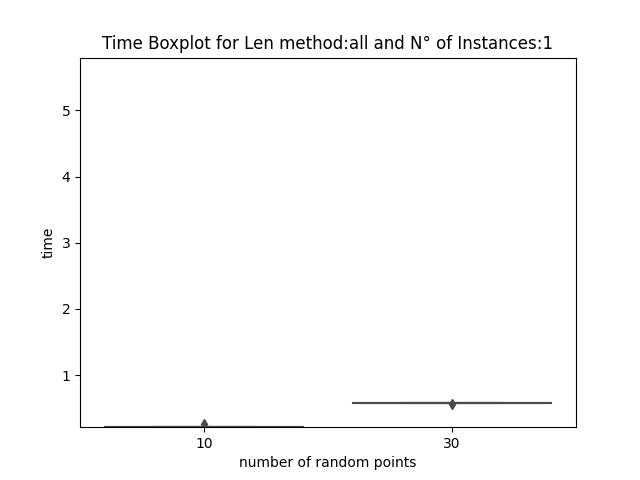 Time Boxplot for Len method:all and N° of Instances:1
5
4
3
2
1
time
10 30
number of random points